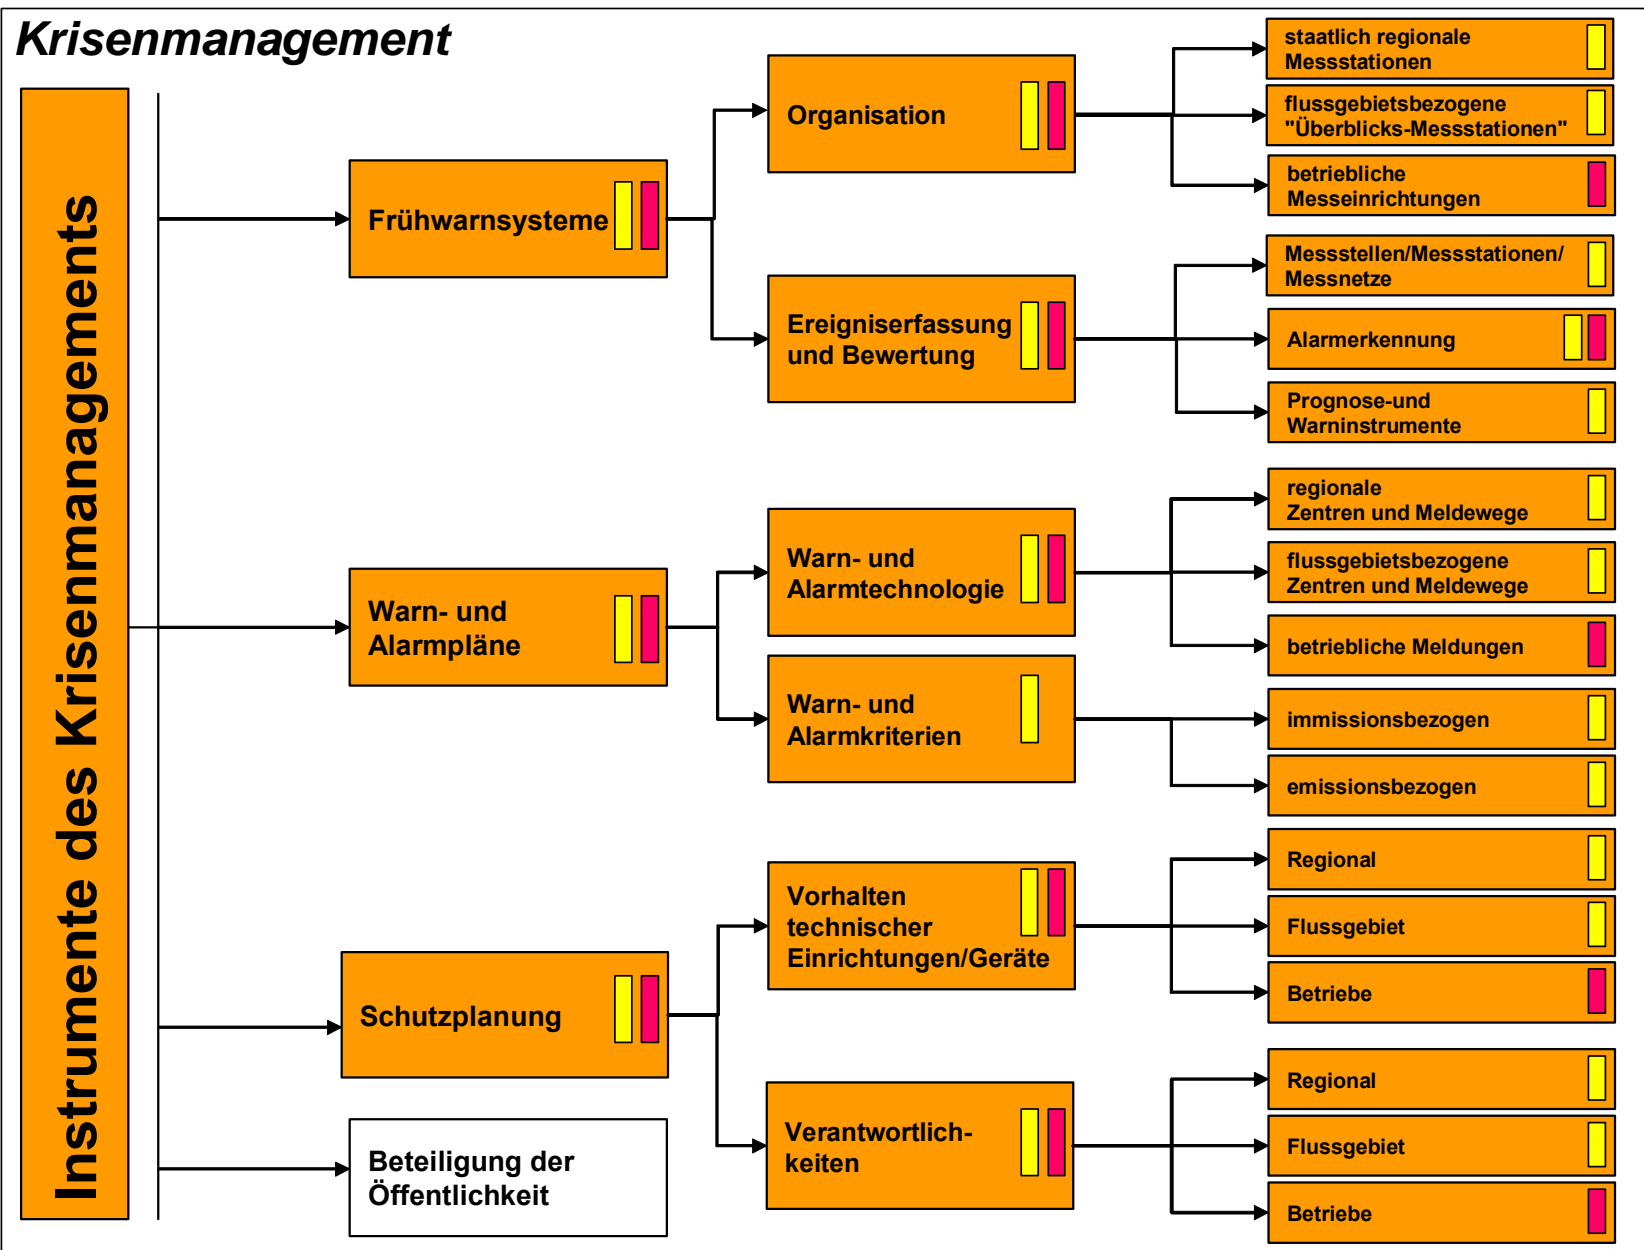 Krisenmanagement
Instrumente des Krisenmanagements
Frühwarnsysteme
Organisation
staatlich regionale
Messstationen
flussgebietsbezogene
"Überblicks-Messstationen"
betriebliche
Messeinrichtungen
Ereigniserfassung
und Bewertung
Messstellen/Messstationen/
Messnetze
Alarmerkennung
Prognose-und
Warninstrumente
Warn- und
Alarmpläne
Warn- und
Alarmtechnologie
regionale
Zentren und Meldewege
flussgebietsbezogene
Zentren und Meldewege
betriebliche Meldungen
Warn- und
Alarmkriterien
immissionsbezogen
emissionsbezogen
Schutzplanung
Vorhalten
technischer
Einrichtungen/Geräte
Regional
Flussgebiet
Betriebe
Verantwortlich-
keiten
Regional
Flussgebiet
Betriebe
Beteiligung der
Öffentlichkeit